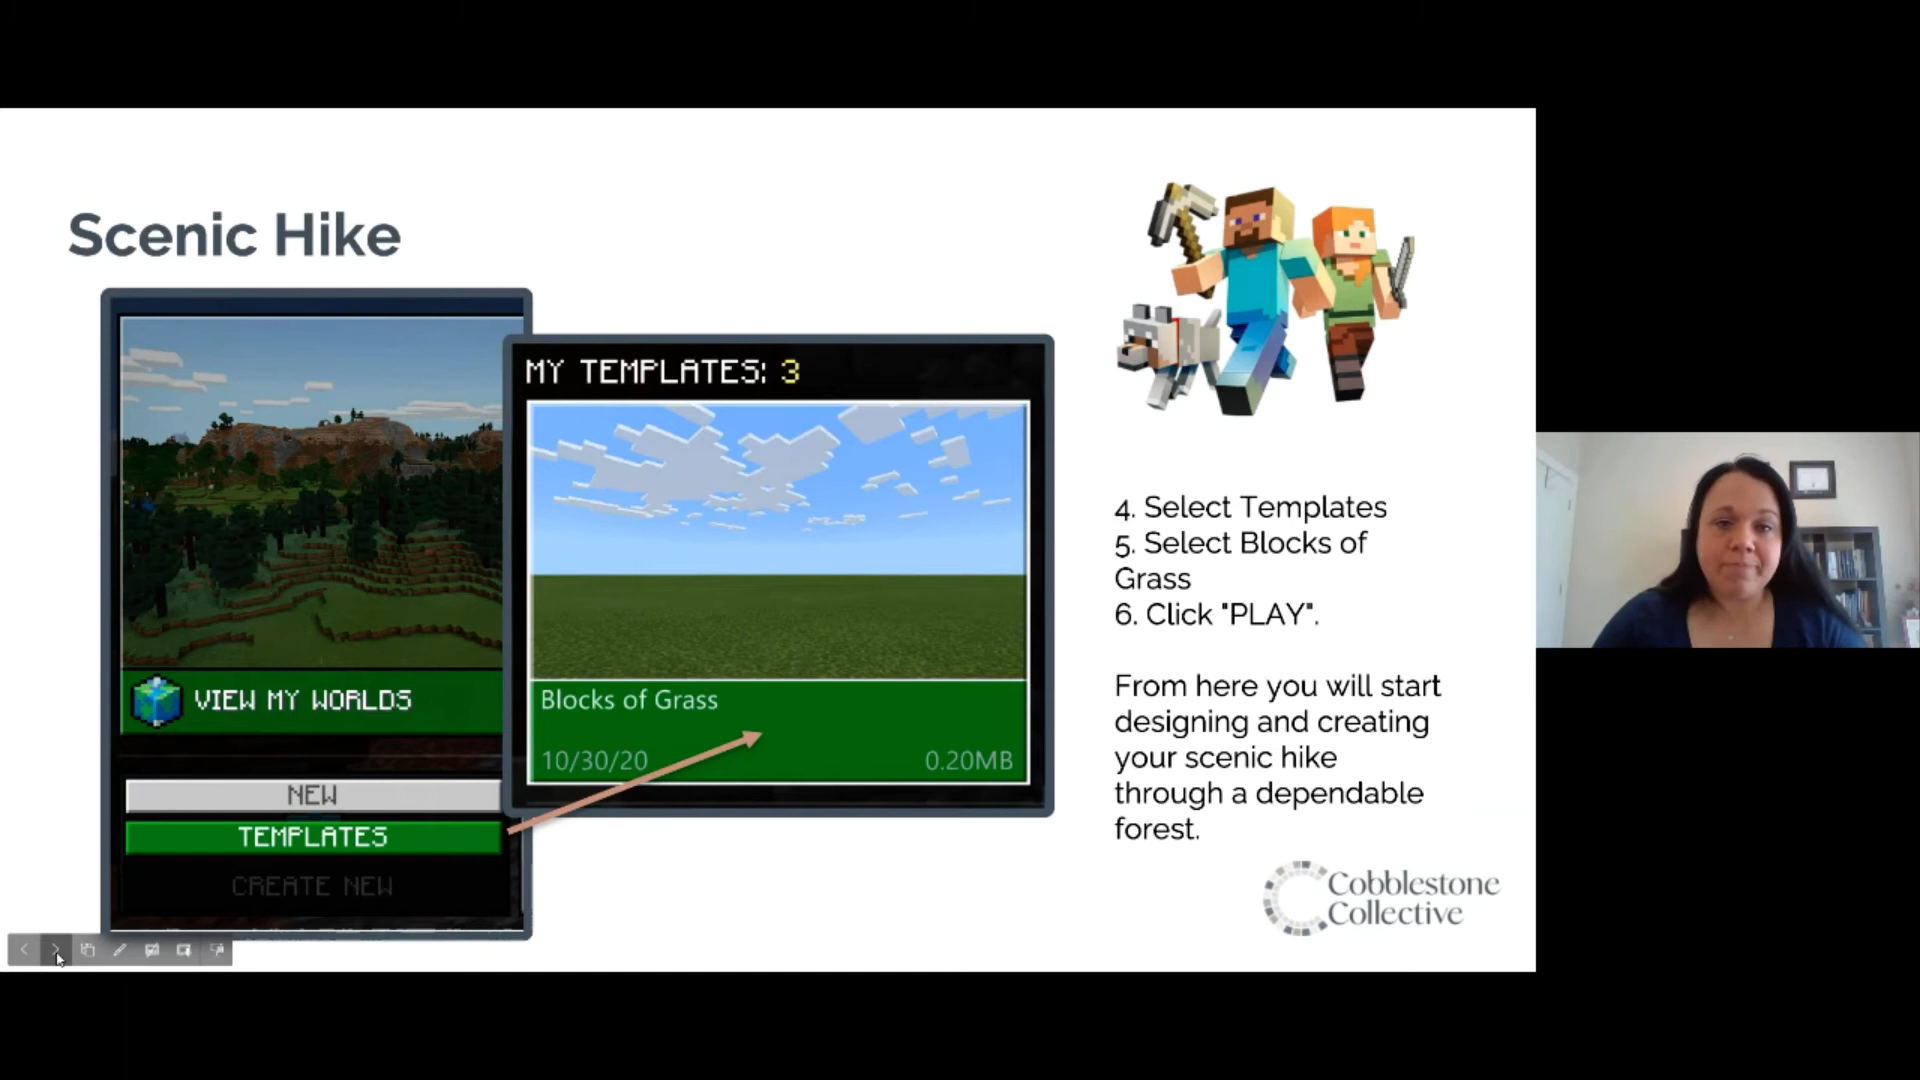 Scenic Hike
VIEW MY WORLDS
NEW
TEMPLATES
CREATE NEW
MY TEMPLATES: 3
Blocks of Grass
10/30/20
0.20MB
4. Select Templates
5. Select Blocks of
Grass
6. Click "PLAY".
From here you will start
designing and creating
your scenic hike
through a dependable
forest.
Cobblestone
Collective